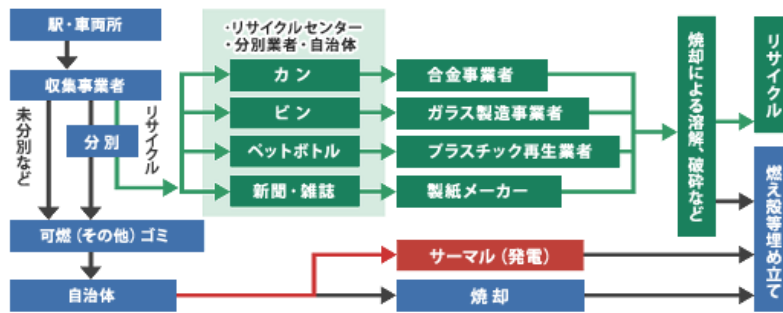 駅・車両所
収集事業者
未分別など
分別
リサイクル
可燃(その他)ゴミ
自治体
・リサイクルセンター
・分別業者・自治体
カン
ビン
ペットボトル
新聞・雑誌
合金事業者
ガラス製造事業者
プラスチック再生業者
製紙メーカー
サーマル(発電)
焼却
焼却による溶解、破砕など
リサイクル
燃え殻等埋め立て